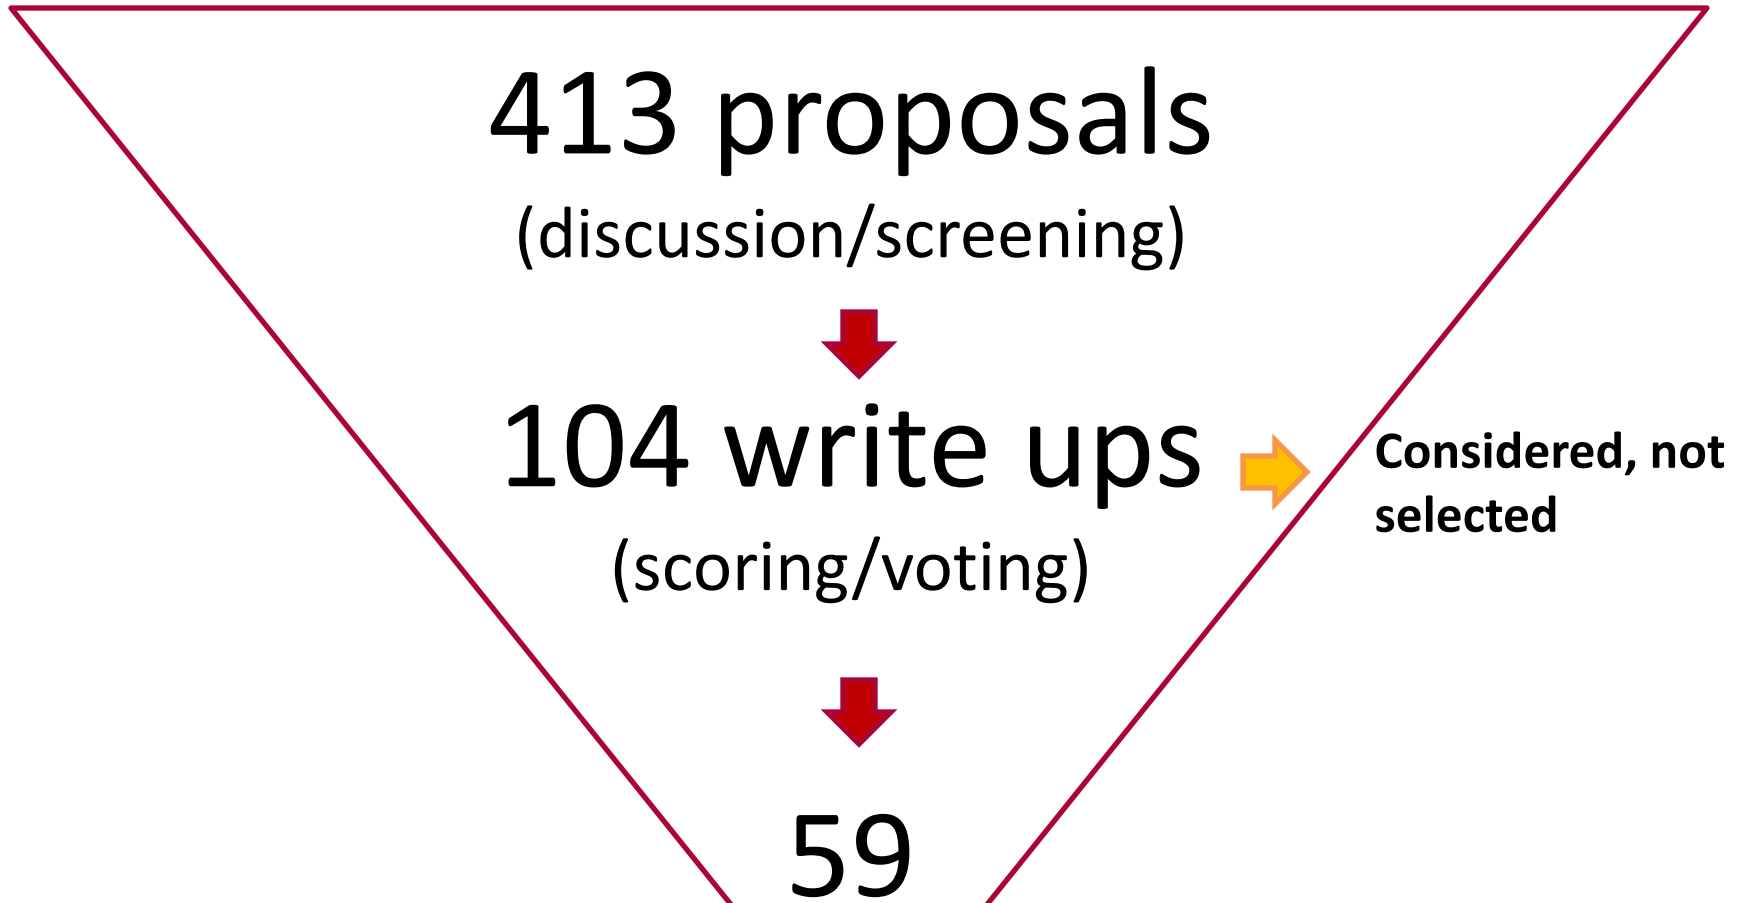 413 proposals
(discussion/screening)
104 write ups
Considered, not
selected
(scoring/voting)
59